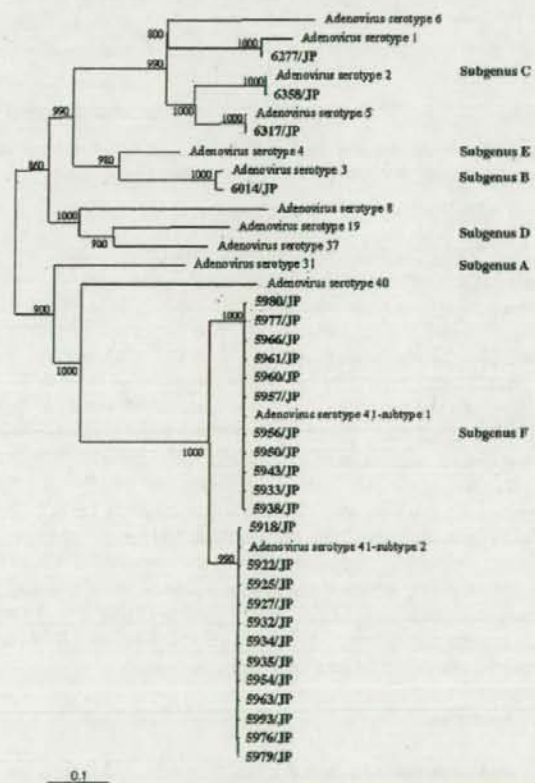 Adenovirus serotype 6
800
Adenovirus serotype 1
1000
6277/JP
990
Adenovirus serotype 2
1000
6358/JP
Subgenus C
1000
Adenovirus serotype 5
1000
6317/JP
990
Adenovirus serotype 4
Subgenus E
980
Adenovirus serotype 3
1000
6014/JP
Subgenus B
860
Adenovirus serotype 8
1000
Adenovirus serotype 19
900
Adenovirus serotype 37
Subgenus D
Adenovirus serotype 31
Subgenus A
900
Adenovirus serotype 40
1000
5980/JP
1000
5977/JP
5966/JP
5961/JP
5960/JP
5957/JP
Adenovirus serotype 41-subtype 1
5956/JP
Subgenus F
1000
5950/JP
5943/JP
5933/JP
5938/JP
5918/JP
Adenovirus serotype 41-subtype 2
990
5922/JP
5925/JP
5927/JP
5932/JP
5934/JP
5935/JP
5954/JP
5963/JP
5993/JP
5976/JP
5979/JP
0.1